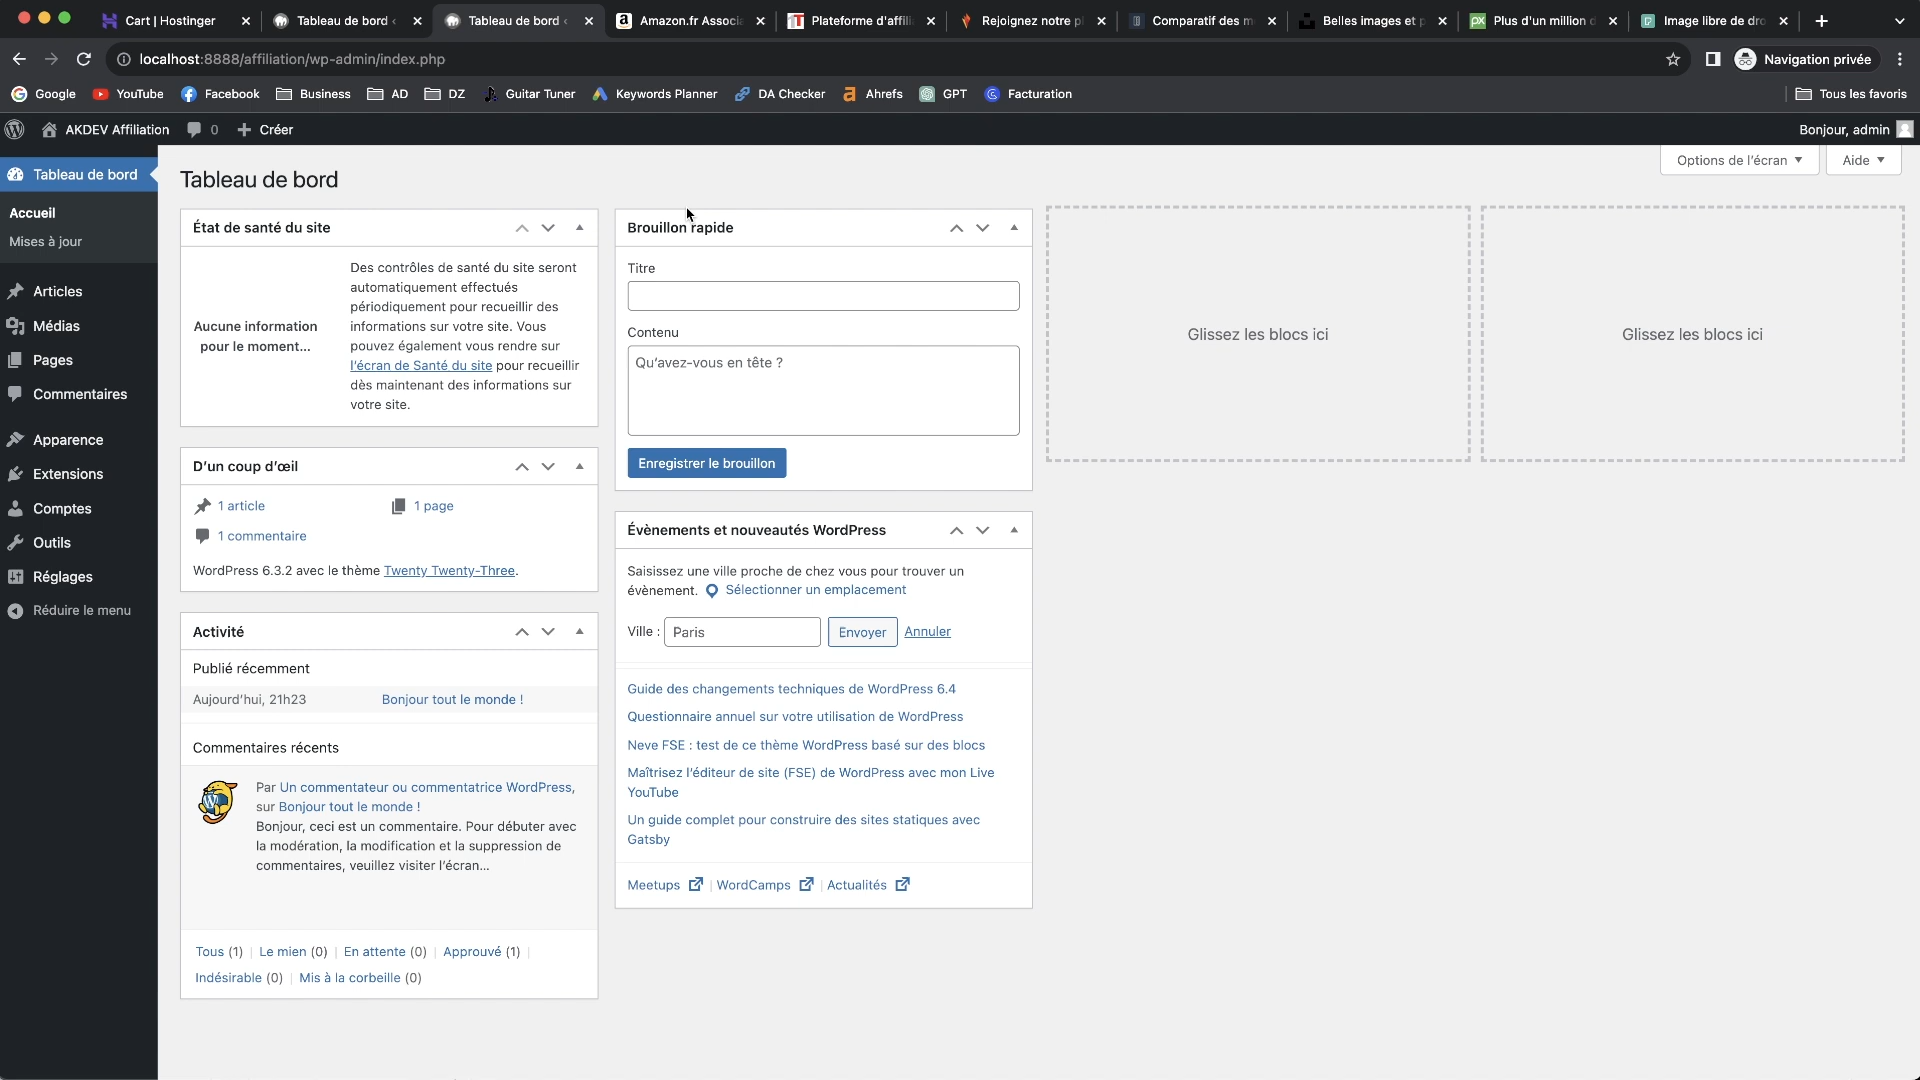 Cart | Hostinger
Tableau de bord ‹
Tableau de bord ‹
Amazon.fr Associa
Plateforme d'affili
Rejoignez notre p
Comparatif des m
Belles images et p
Plus d'un million d
Image libre de dro
localhost:8888/affiliation/wp-admin/index.php
Navigation privée
Google
YouTube
Facebook
Business
AD
DZ
Guitar Tuner
Keywords Planner
DA Checker
Ahrefs
GPT
Facturation
Tous les favoris
AKDEV Affiliation
0
Créer
Bonjour, admin
Tableau de bord
Accueil
Mises à jour
Articles
Médias
Pages
Commentaires
Apparence
Extensions
Comptes
Outils
Réglages
Réduire le menu
Options de l'écran
Aide
Tableau de bord
État de santé du site
Aucune information
pour le moment...
Des contrôles de santé du site seront
automatiquement effectués
périodiquement pour recueillir des
informations sur votre site. Vous
pouvez également vous rendre sur
l'écran de Santé du site pour recueillir
dès maintenant des informations sur
votre site.
D'un coup d'œil
1 article
1 page
1 commentaire
WordPress 6.3.2 avec le thème Twenty Twenty-Three.
Activité
Publié récemment
Aujourd'hui, 21h23
Bonjour tout le monde !
Commentaires récents
Par Un commentateur ou commentatrice WordPress,
sur Bonjour tout le monde !
Bonjour, ceci est un commentaire. Pour débuter avec
la modération, la modification et la suppression de
commentaires, veuillez visiter l'écran...
Tous (1) | Le mien (0) | En attente (0) | Approuvé (1) |
Indésirable (0) | Mis à la corbeille (0)
Brouillon rapide
Titre
Contenu
Qu'avez-vous en tête ?
Enregistrer le brouillon
Évènements et nouveautés WordPress
Saisissez une ville proche de chez vous pour trouver un
évènement. Sélectionner un emplacement
Ville : Paris Envoyer Annuler
Guide des changements techniques de WordPress 6.4
Questionnaire annuel sur votre utilisation de WordPress
Neve FSE : test de ce thème WordPress basé sur des blocs
Maîtrisez l'éditeur de site (FSE) de WordPress avec mon Live
YouTube
Un guide complet pour construire des sites statiques avec
Gatsby
Meetups | WordCamps | Actualités
Glissez les blocs ici
Glissez les blocs ici